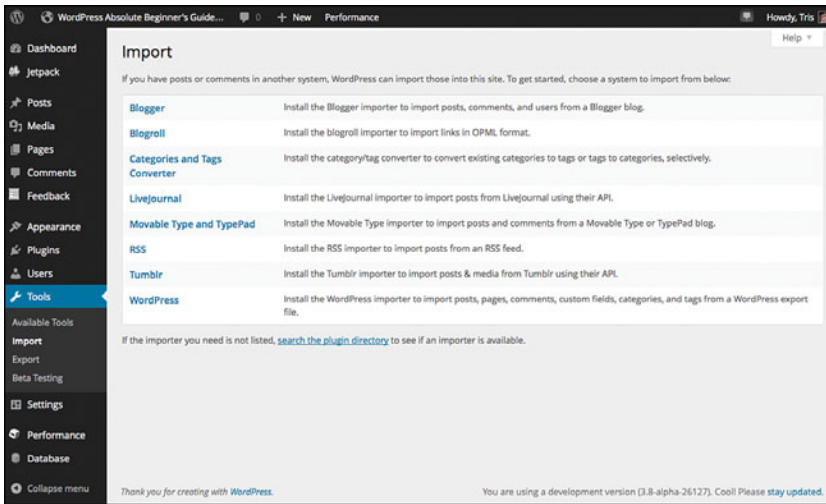 WordPress Absolute Beginner's Guide... 0 + New Performance Howdy, Tris
Help
Dashboard
Jetpack
Posts
Media
Pages
Comments
Feedback
Appearance
Plugins
Users
Tools
Available Tools
Import
Export
Beta Testing
Settings
Performance
Database
Collapse menu
Import
If you have posts or comments in another system, WordPress can import those into this site. To get started, choose a system to import from below:
Blogger Install the Blogger importer to import posts, comments, and users from a Blogger blog.
Blogroll Install the blogroll importer to import links in OPML format.
Categories and Tags Install the category/tag converter to convert existing categories to tags or tags to categories, selectively.
Converter
LiveJournal Install the LiveJournal importer to import posts from LiveJournal using their API.
Movable Type and TypePad Install the Movable Type importer to import posts and comments from a Movable Type or TypePad blog.
RSS Install the RSS importer to import posts from an RSS feed.
Tumblr Install the Tumblr importer to import posts & media from Tumblr using their API.
WordPress Install the WordPress importer to import posts, pages, comments, custom fields, categories, and tags from a WordPress export
file.
If the importer you need is not listed, search the plugin directory to see if an importer is available.
Thank you for creating with WordPress. You are using a development version (3.8-alpha-26127). Cool! Please stay updated.